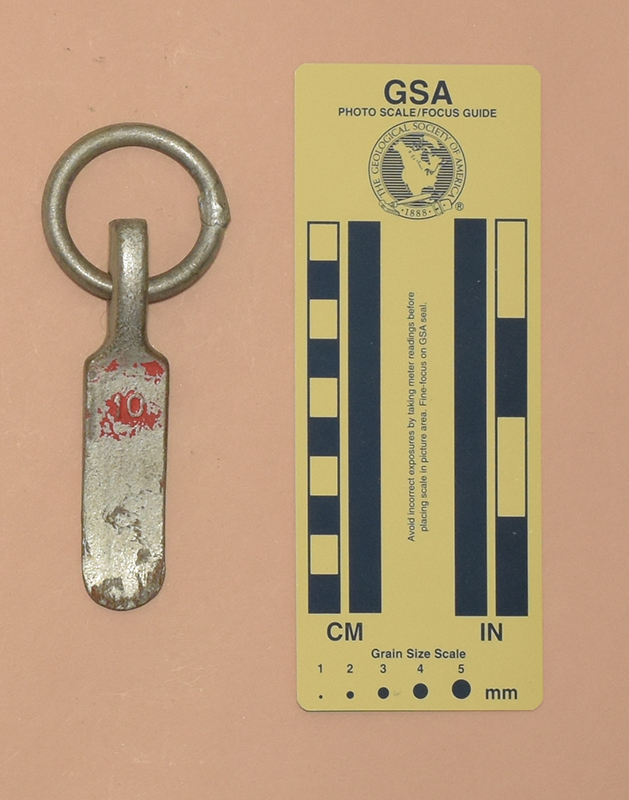 10
GSA
PHOTO SCALE/FOCUS GUIDE
THE GEOLOGICAL SOCIETY OF AMERICA
1888
®
Avoid incorrect exposures by taking meter readings before
placing scale in picture area. Fine-focus on GSA seal.
CM
IN
Grain Size Scale
1 2 3 4 5
mm